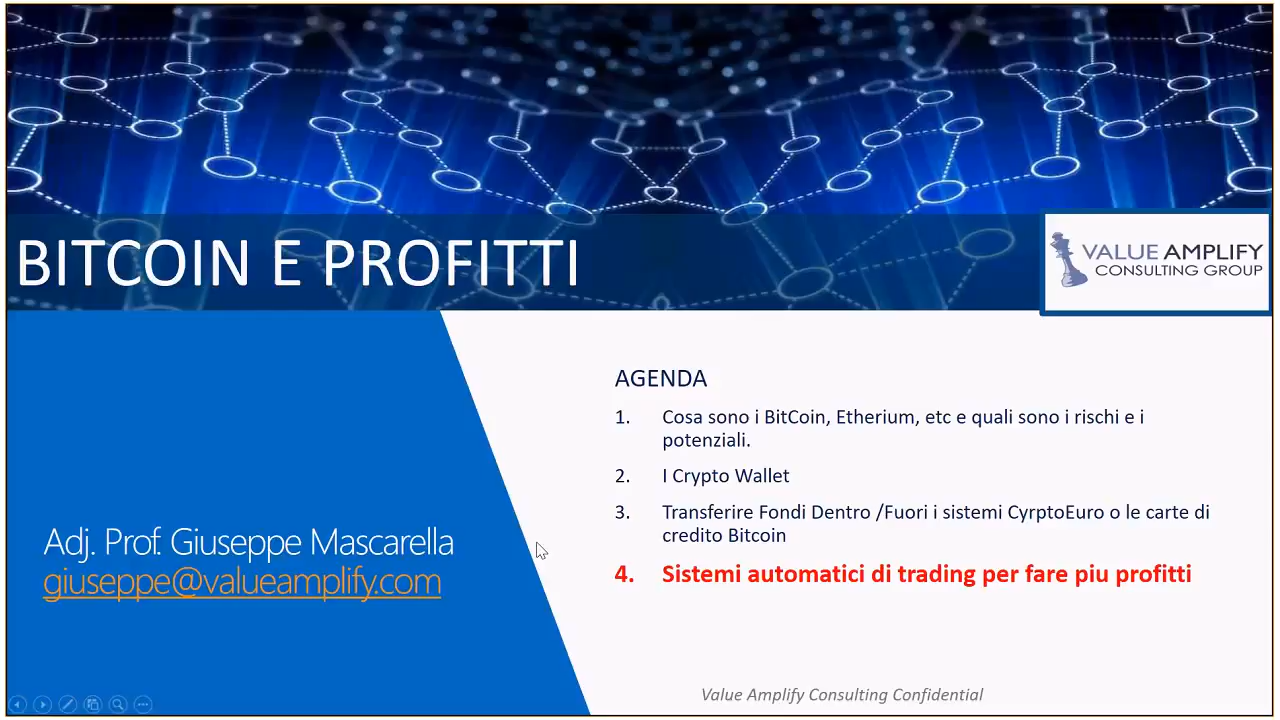 BITCOIN E PROFITTI
VALUE AMPLIFY
CONSULTING GROUP
Adj. Prof. Giuseppe Mascarella
giuseppe@valueamplify.com
AGENDA
1. Cosa sono i BitCoin, Etherium, etc e quali sono i rischi e i
potenziali.
2. I Crypto Wallet
3. Transferire Fondi Dentro /Fuori i sistemi CyrptoEuro o le carte di
credito Bitcoin
4. Sistemi automatici di trading per fare piu profitti
Value Amplify Consulting Confidential